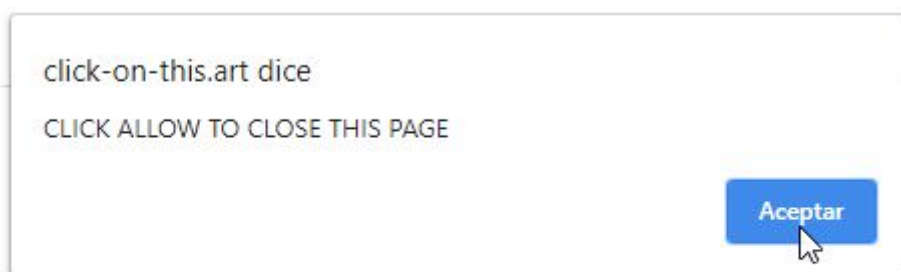 click-on-this.art dice
CLICK ALLOW TO CLOSE THIS PAGE
Aceptar